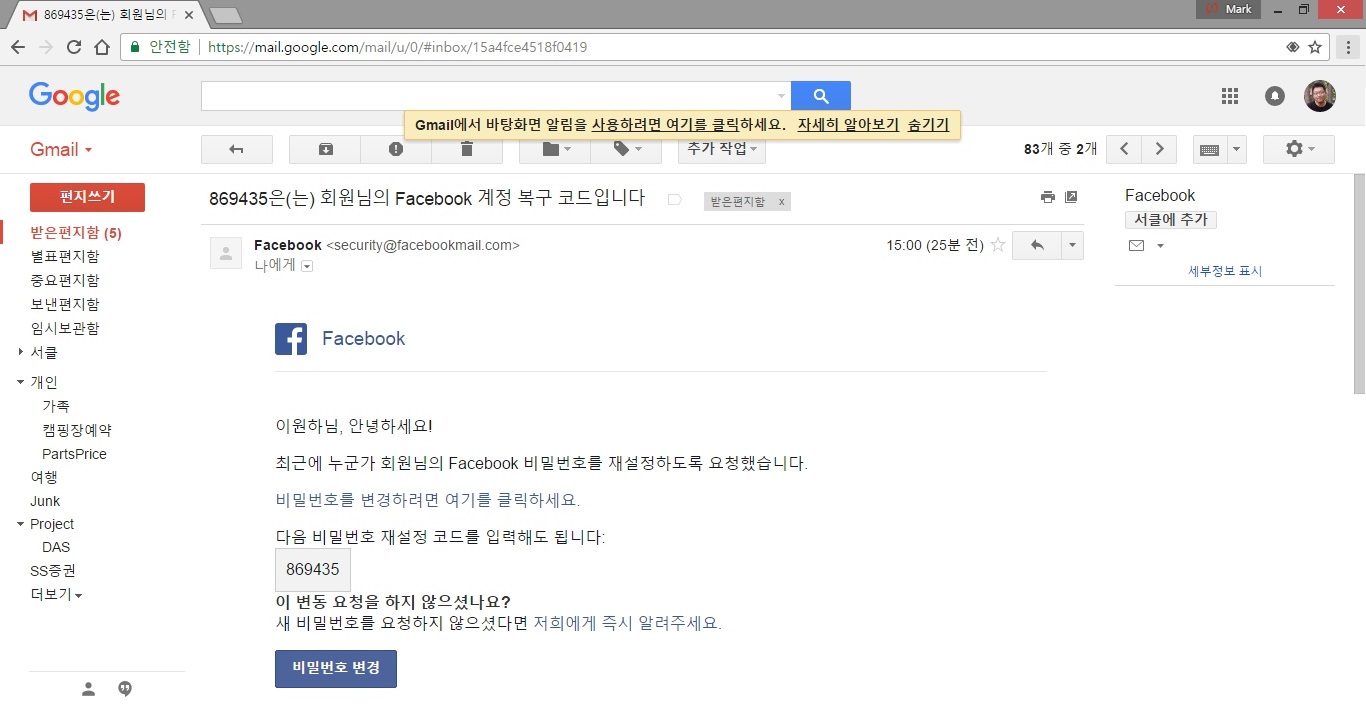 869435은(는) 회원님의 F
Mark
안전함 https://mail.google.com/mail/u/0/#inbox/15a4fce4518f0419
Google
Gmail에서 바탕화면 알림을 사용하려면 여기를 클릭하세요. 자세히 알아보기 숨기기
Gmail
추가 작업
83개 중 2개
편지쓰기
받은편지함 (5)
별표편지함
중요편지함
보낸편지함
임시보관함
서클
개인
가족
캠핑장예약
PartsPrice
여행
Junk
Project
DAS
SS증권
더보기
869435은(는) 회원님의 Facebook 계정 복구 코드입니다
받은편지함 x
Facebook <security@facebookmail.com>
15:00 (25분 전)
나에게
Facebook
이원하님, 안녕하세요!
최근에 누군가 회원님의 Facebook 비밀번호를 재설정하도록 요청했습니다.
비밀번호를 변경하려면 여기를 클릭하세요.
다음 비밀번호 재설정 코드를 입력해도 됩니다:
869435
이 변동 요청을 하지 않으셨나요?
새 비밀번호를 요청하지 않으셨다면 저희에게 즉시 알려주세요.
비밀번호 변경
Facebook
서클에 추가
세부정보 표시